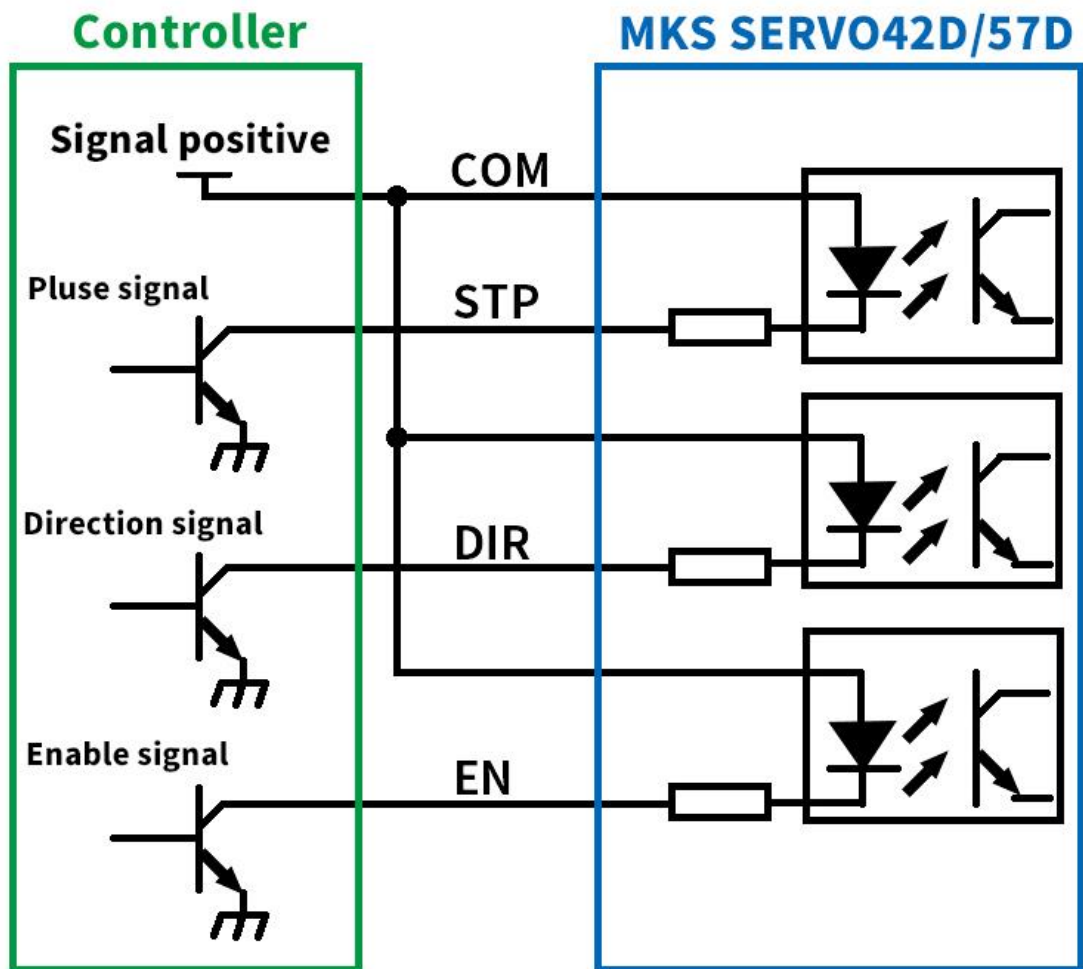 Controller
MKS SERVO42D/57D
Signal positive
COM
Pluse signal
STP
Direction signal
DIR
Enable signal
EN